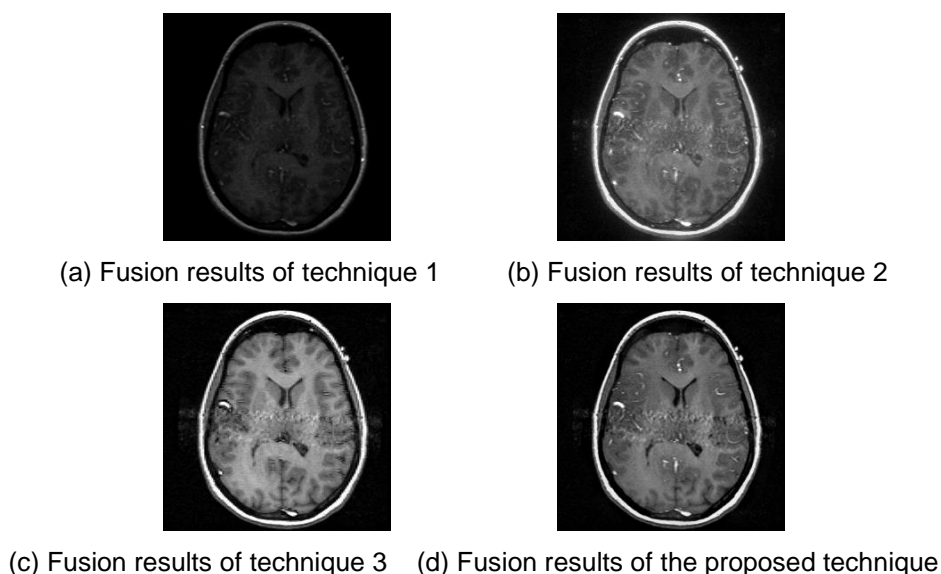 (a) Fusion results of technique 1
(b) Fusion results of technique 2
(c) Fusion results of technique 3
(d) Fusion results of the proposed technique